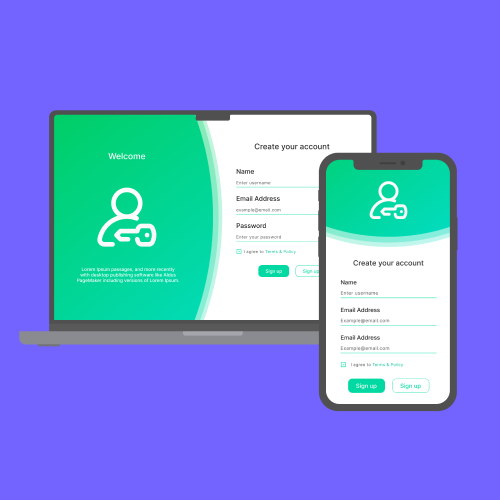 Welcome
Lorem Ipsum passages, and more recently
with desktop publishing software like Aldus
PageMaker including versions of Lorem Ipsum.
Create your account
Name
Enter username
Email Address
example@email.com
Password
Enter your password
I agree to Terms & Policy
Sign up
Sign up
Create your account
Name
Enter username
Email Address
Example@email.com
Email Address
Example@email.com
I agree to Terms & Policy
Sign up
Sign up